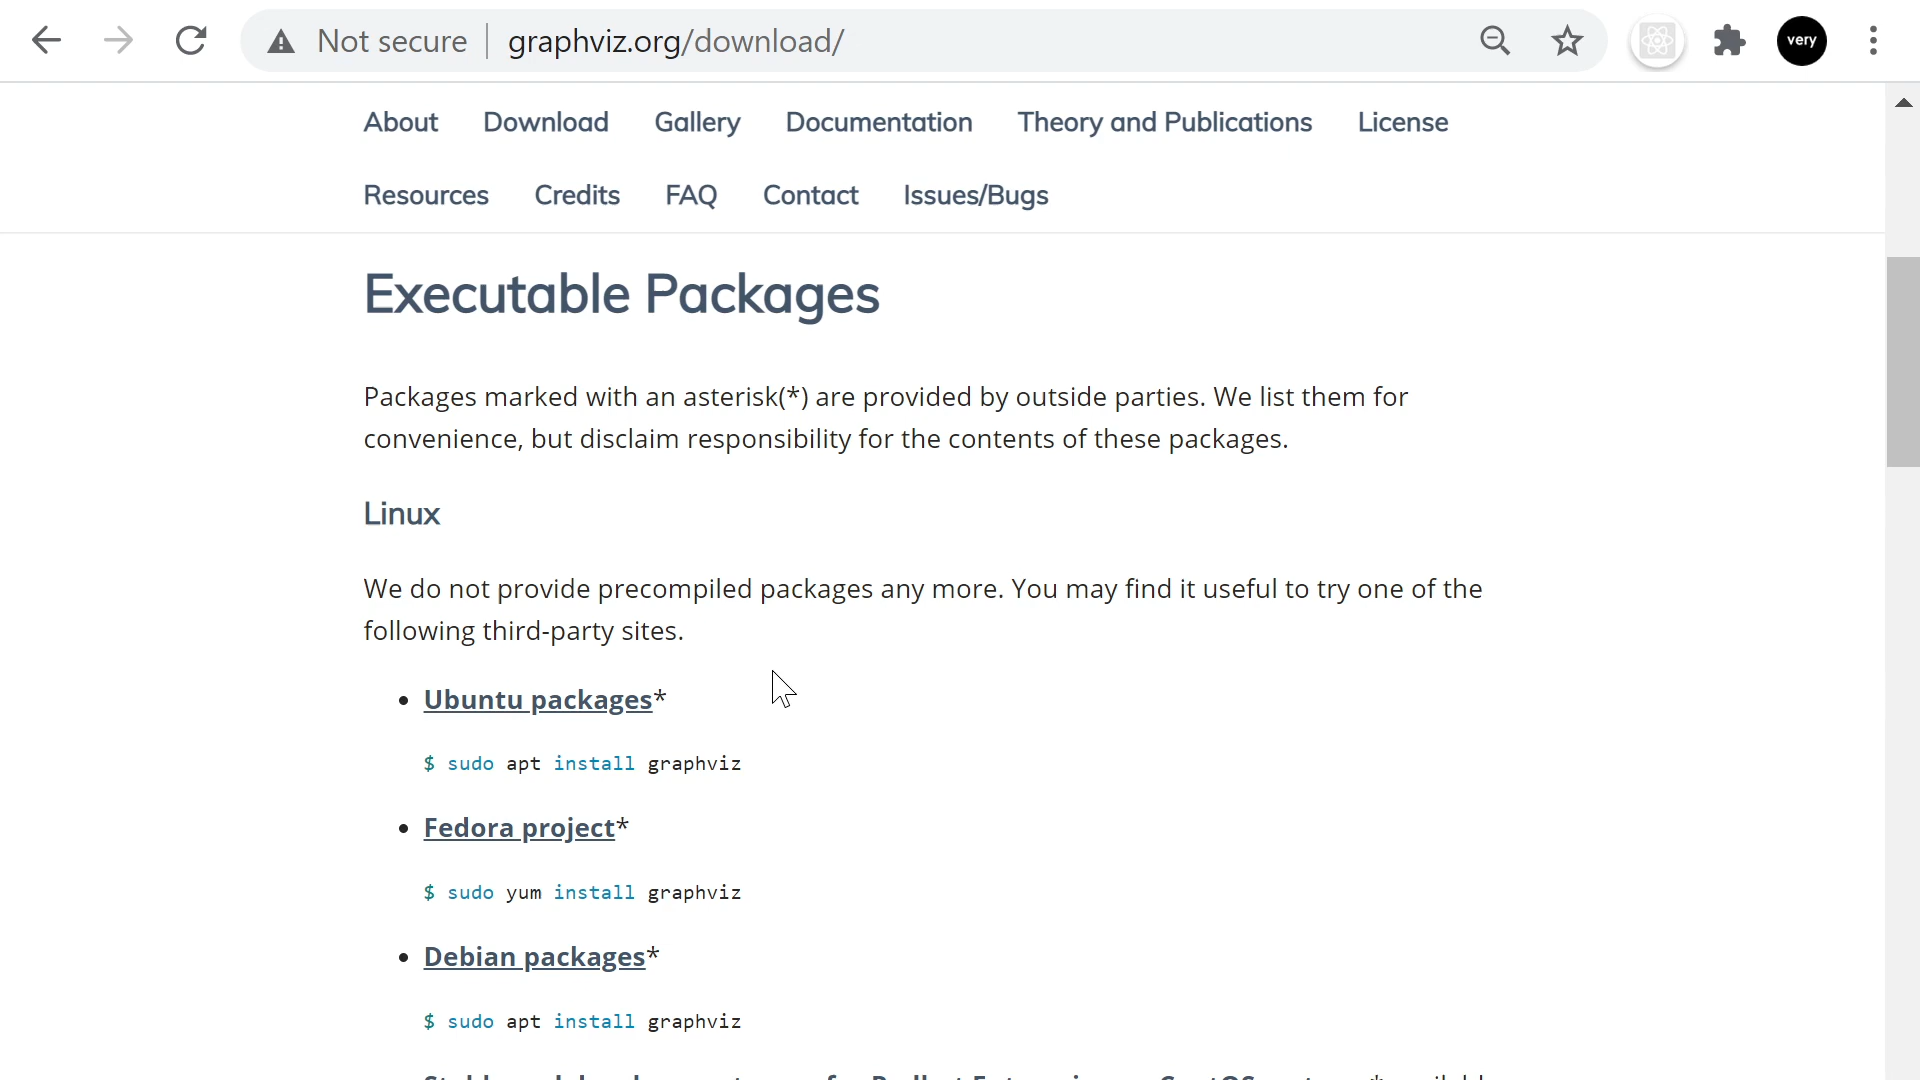 Not secure graphviz.org/download/
very
About Download Gallery Documentation Theory and Publications License
Resources Credits FAQ Contact Issues/Bugs
Executable Packages
Packages marked with an asterisk(*) are provided by outside parties. We list them for
convenience, but disclaim responsibility for the contents of these packages.
Linux
We do not provide precompiled packages any more. You may find it useful to try one of the
following third-party sites.
• Ubuntu packages*
$ sudo apt install graphviz
• Fedora project*
$ sudo yum install graphviz
• Debian packages*
$ sudo apt install graphviz